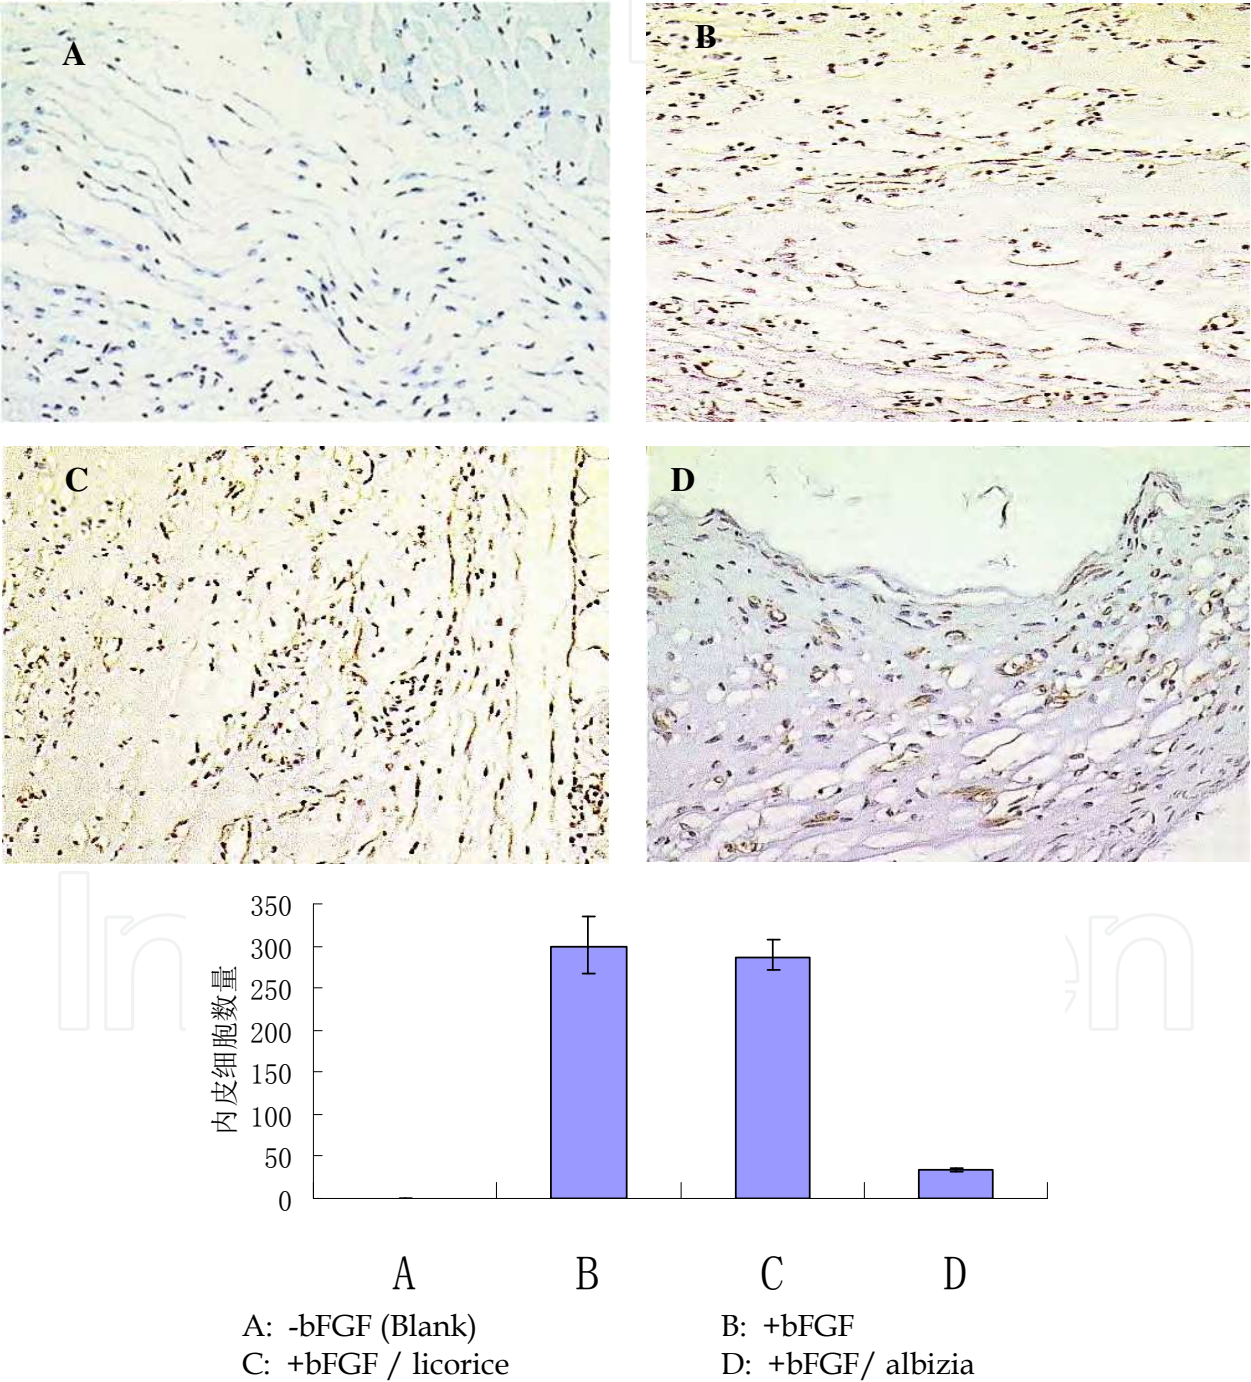 A
B
C
D
350
300
250
200
150
100
50
0
内皮细胞数量
A B C D
A: -bFGF (Blank) B: +bFGF
C: +bFGF / licorice D: +bFGF/ albizia